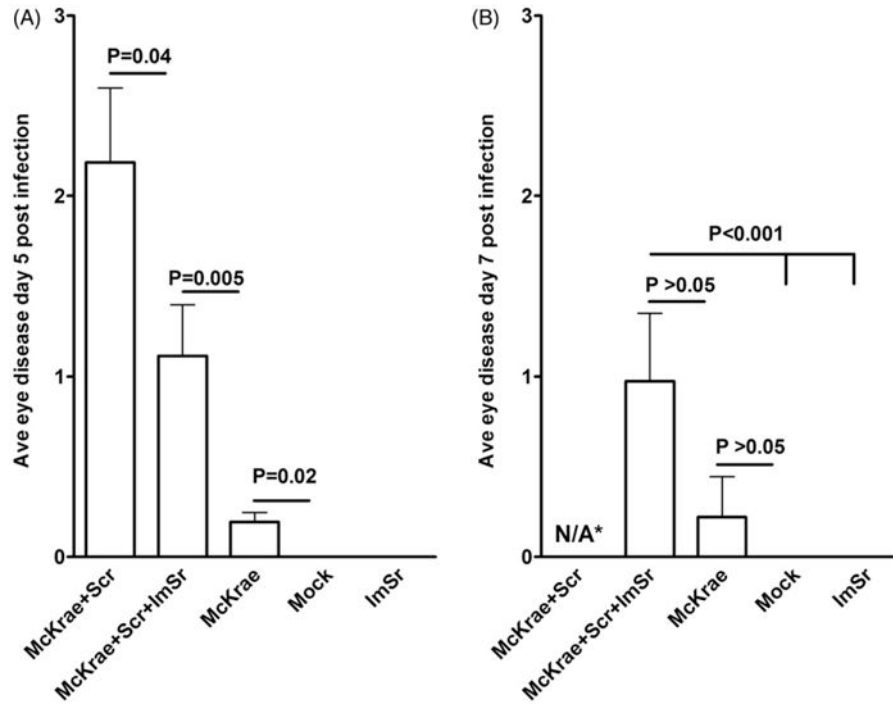 (A)
Ave eye disease day 5 post infection
3
2
1
0
P=0.04
P=0.005
P=0.02
McKrae+Scr
McKrae+Scr+ImSr
McKrae
Mock
ImSr
(B)
Ave eye disease day 7 post infection
3
2
1
0
P<0.001
P >0.05
P >0.05
N/A*
McKrae+Scr
McKrae+Scr+ImSr
McKrae
Mock
ImSr